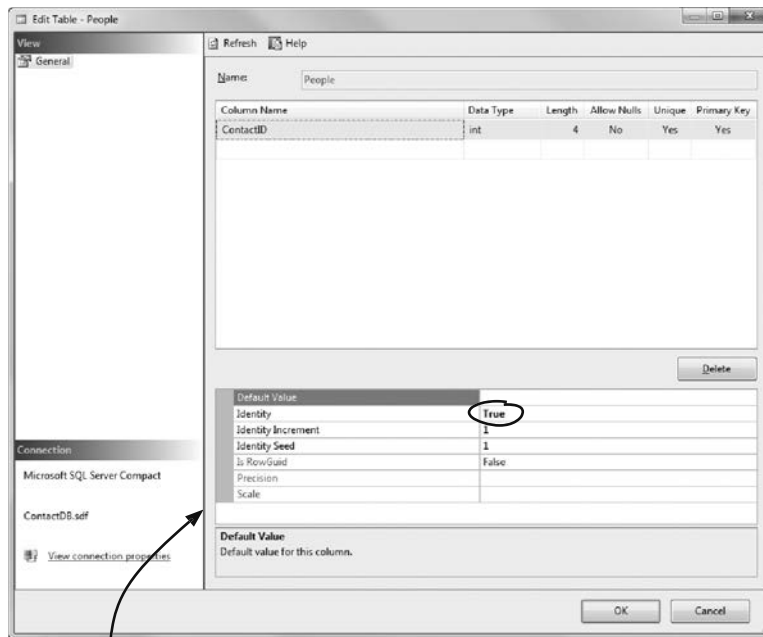 Edit Table - People
View
General
Refresh Help
Name: People
Column Name Data Type Length Allow Nulls Unique Primary Key
ContactID int 4 No Yes Yes
Delete
Default Value
Identity True
Identity Increment 1
Identity Seed 1
Is RowGuid False
Precision
Scale
Default Value
Default value for this column.
Connection
Microsoft SQL Server Compact
ContactDB.sdf
View connection properties
OK Cancel